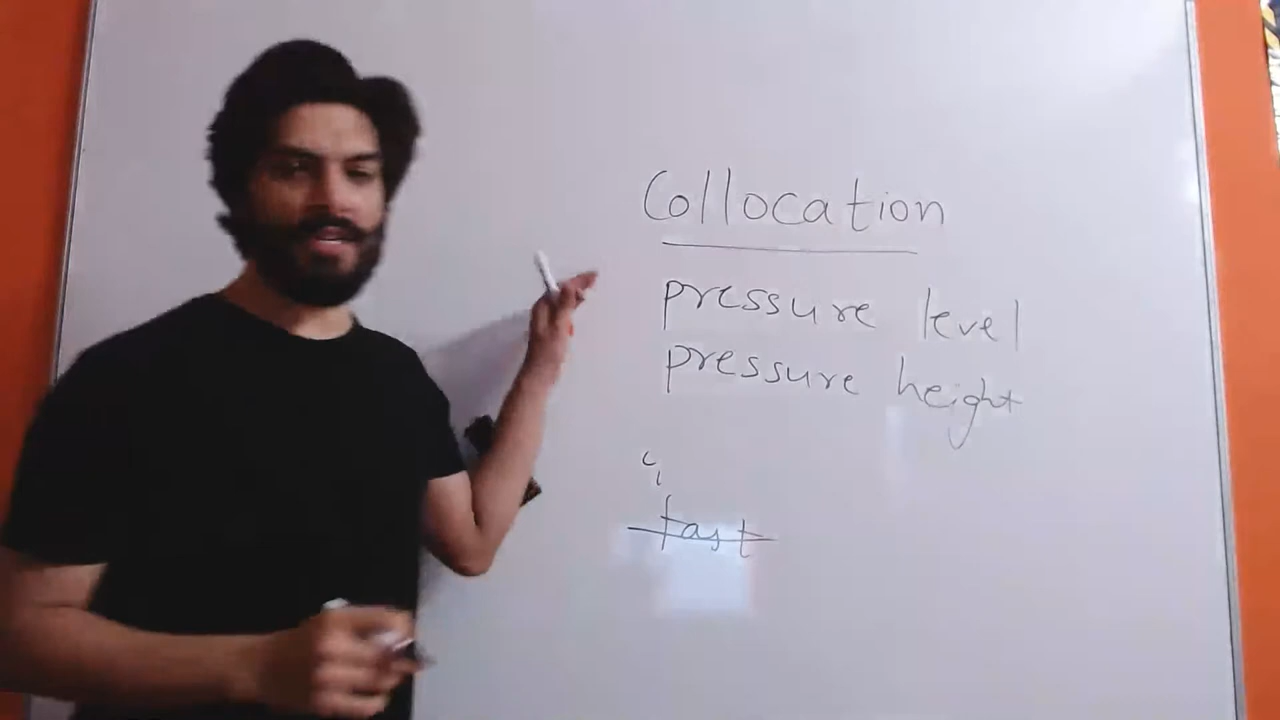 Collocation
pressure level
pressure height
fast